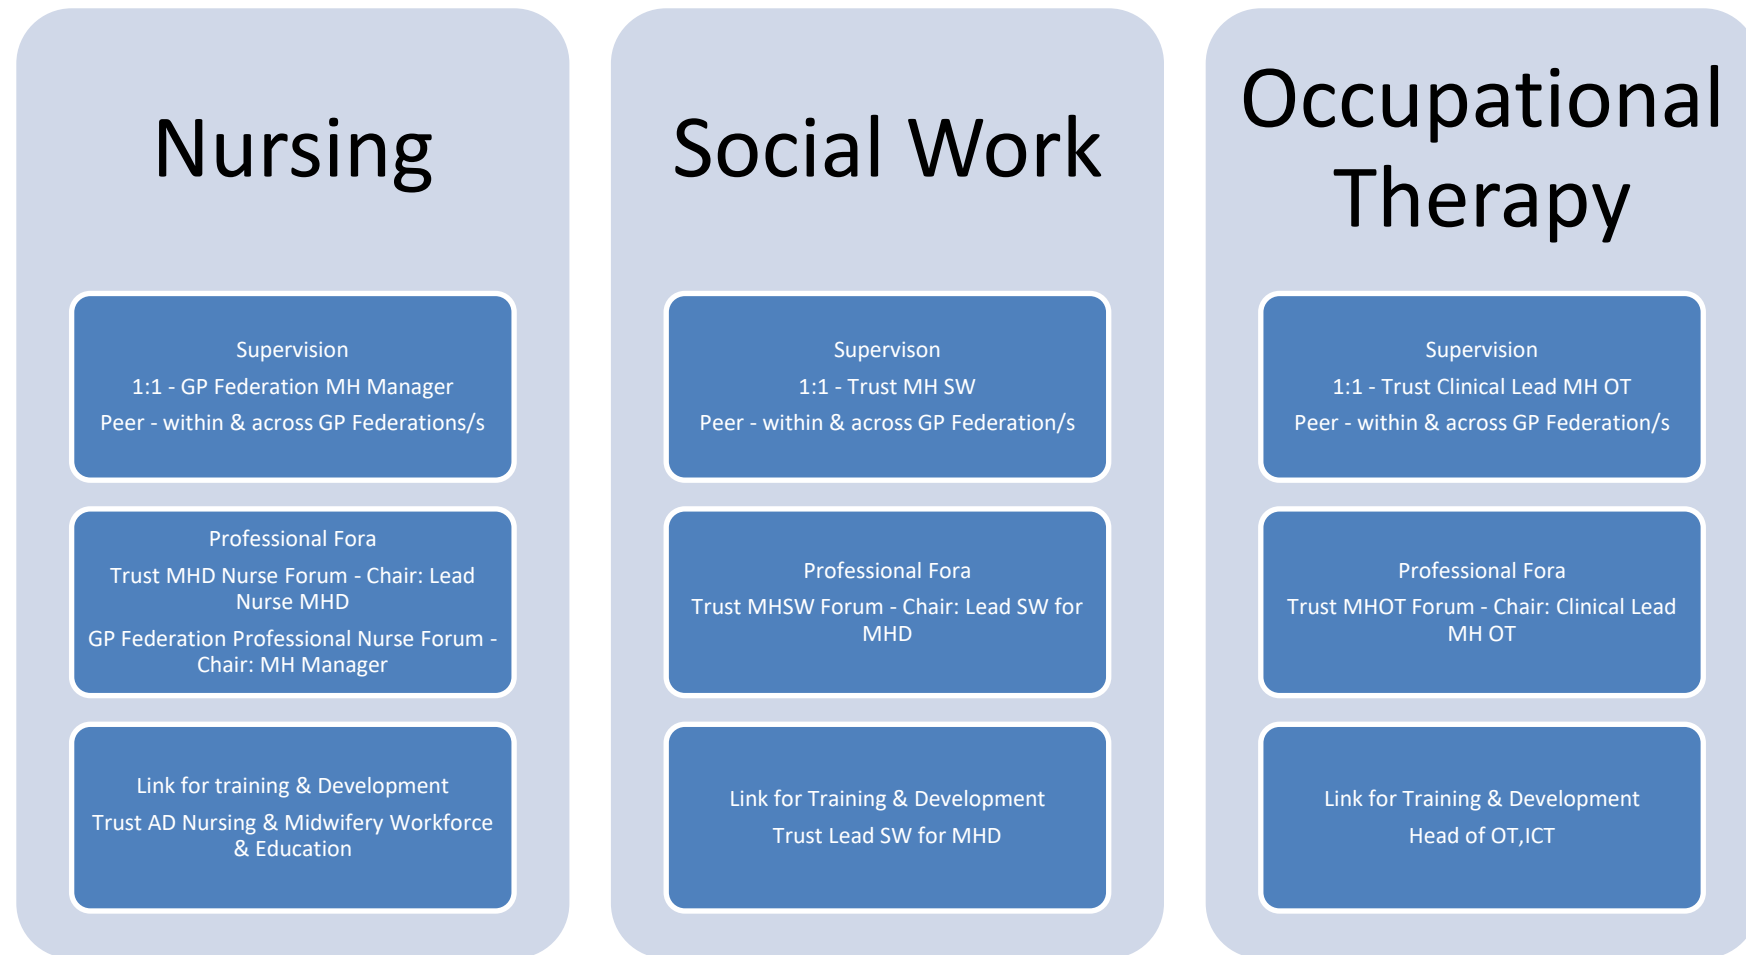 Nursing
Supervision
1:1 - GP Federation MH Manager
Peer - within & across GP Federations/s
Professional Fora
Trust MHD Nurse Forum - Chair: Lead
Nurse MHD
GP Federation Professional Nurse Forum -
Chair: MH Manager
Link for training & Development
Trust AD Nursing & Midwifery Workforce
& Education
Social Work
Supervison
1:1 - Trust MH SW
Peer - within & across GP Federation/s
Professional Fora
Trust MHSW Forum - Chair: Lead SW for
MHD
Link for Training & Development
Trust Lead SW for MHD
Occupational
Therapy
Supervision
1:1 - Trust Clinical Lead MH OT
Peer - within & across GP Federation/s
Professional Fora
Trust MHOT Forum - Chair: Clinical Lead
MH OT
Link for Training & Development
Head of OT,ICT